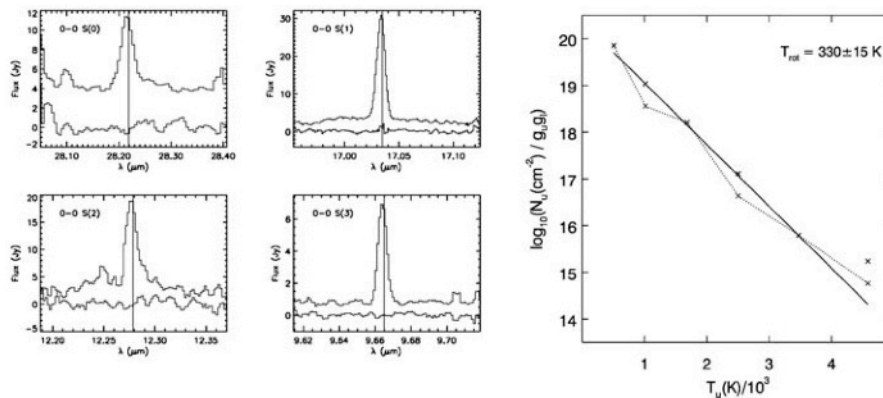 0-0 S(0)
Flux (Jy)
12
10
8
6
4
2
0
-2
28.10 28.20 28.30 28.40
λ (μm)
0-0 S(1)
Flux (Jy)
30
20
10
0
17.00 17.05 17.10
λ (μm)
0-0 S(2)
Flux (Jy)
20
15
10
5
0
-5
12.20 12.25 12.30 12.35
λ (μm)
0-0 S(3)
Flux (Jy)
6
4
2
0
9.62 9.64 9.66 9.68 9.70
λ (μm)
T_rot = 330±15 K
log₁₀(N_u(cm⁻²) / g_ug_I)
20
19
18
17
16
15
14
1 2 3 4
T_u(K)/10³